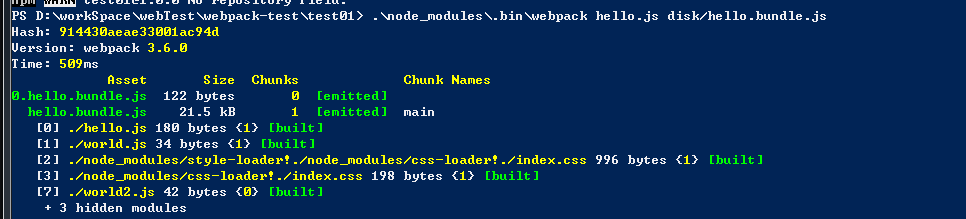 npm WARN test01@1.0.0 No repository field.
PS D:\workSpace\webTest\webpack-test\test01> .\node_modules\.bin\webpack hello.js disk/hello.bundle.js
Hash: 914430aeae33001ac94d
Version: webpack 3.6.0
Time: 509ms
Asset Size Chunks Chunk Names
0.hello.bundle.js 122 bytes 0 [emitted]
hello.bundle.js 21.5 kB 1 [emitted] main
[0] ./hello.js 180 bytes {1} [built]
[1] ./world.js 34 bytes {1} [built]
[2] ./node_modules/style-loader!./node_modules/css-loader!./index.css 996 bytes {1} [built]
[3] ./node_modules/css-loader!./index.css 198 bytes {1} [built]
[7] ./world2.js 42 bytes {0} [built]
+ 3 hidden modules